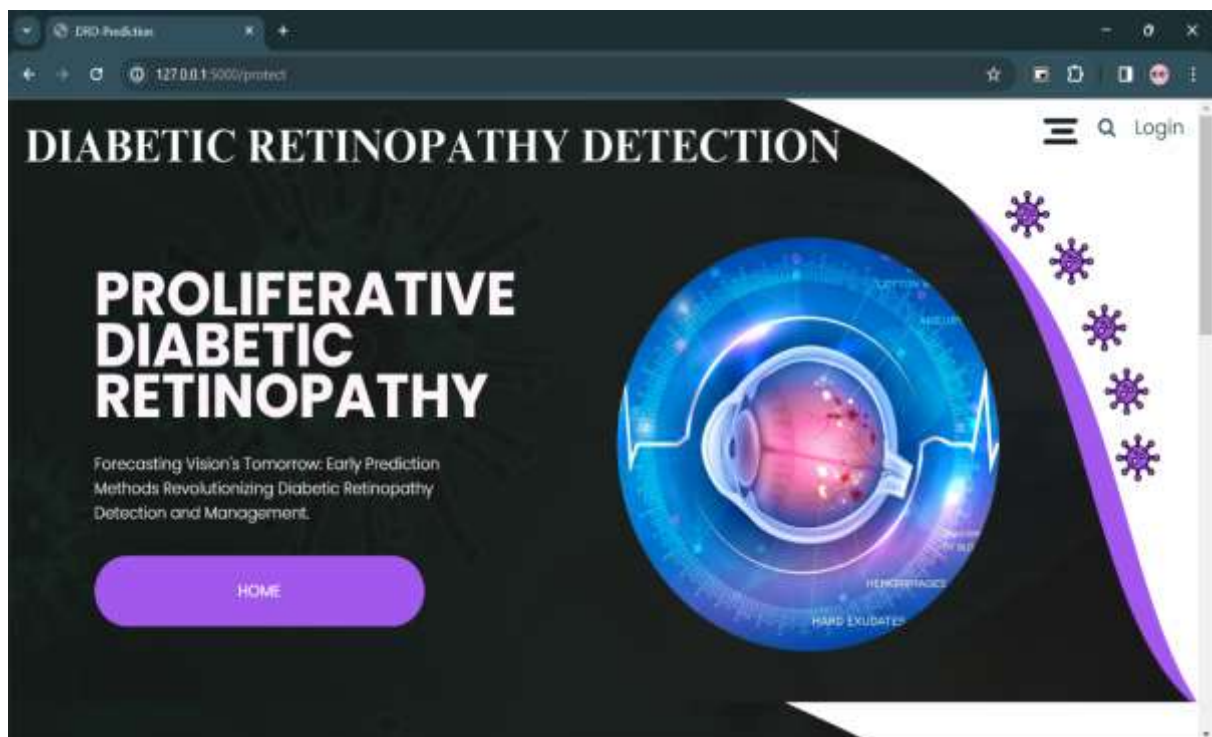 DRD-Prediction
127.0.0.1:5000/protect
DIABETIC RETINOPATHY DETECTION
Login
PROLIFERATIVE
DIABETIC
RETINOPATHY
Forecasting Vision's Tomorrow: Early Prediction
Methods Revolutionizing Diabetic Retinopathy
Detection and Management.
HOME
COTTON
HEMORRHAGES
HARD EXUDATES